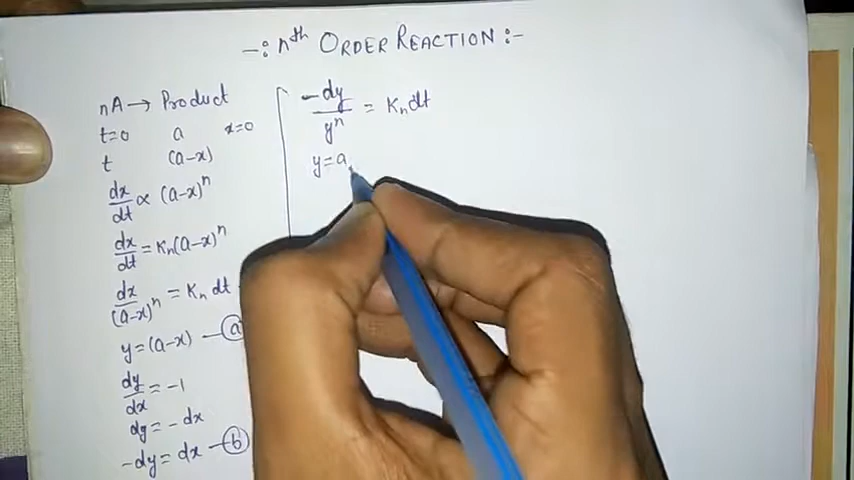 -: nth ORDER REACTION :-
nA → Product
t=0 a x=0
t (a-x)
dx/dt ∝ (a-x)^n
dx/dt = Kn(a-x)^n
dx/(a-x)^n = Kn dt
y=(a-x) — (a)
dy/dx = -1
dy = -dx
-dy = dx — (b)
-dy/y^n = Kn dt
y=a